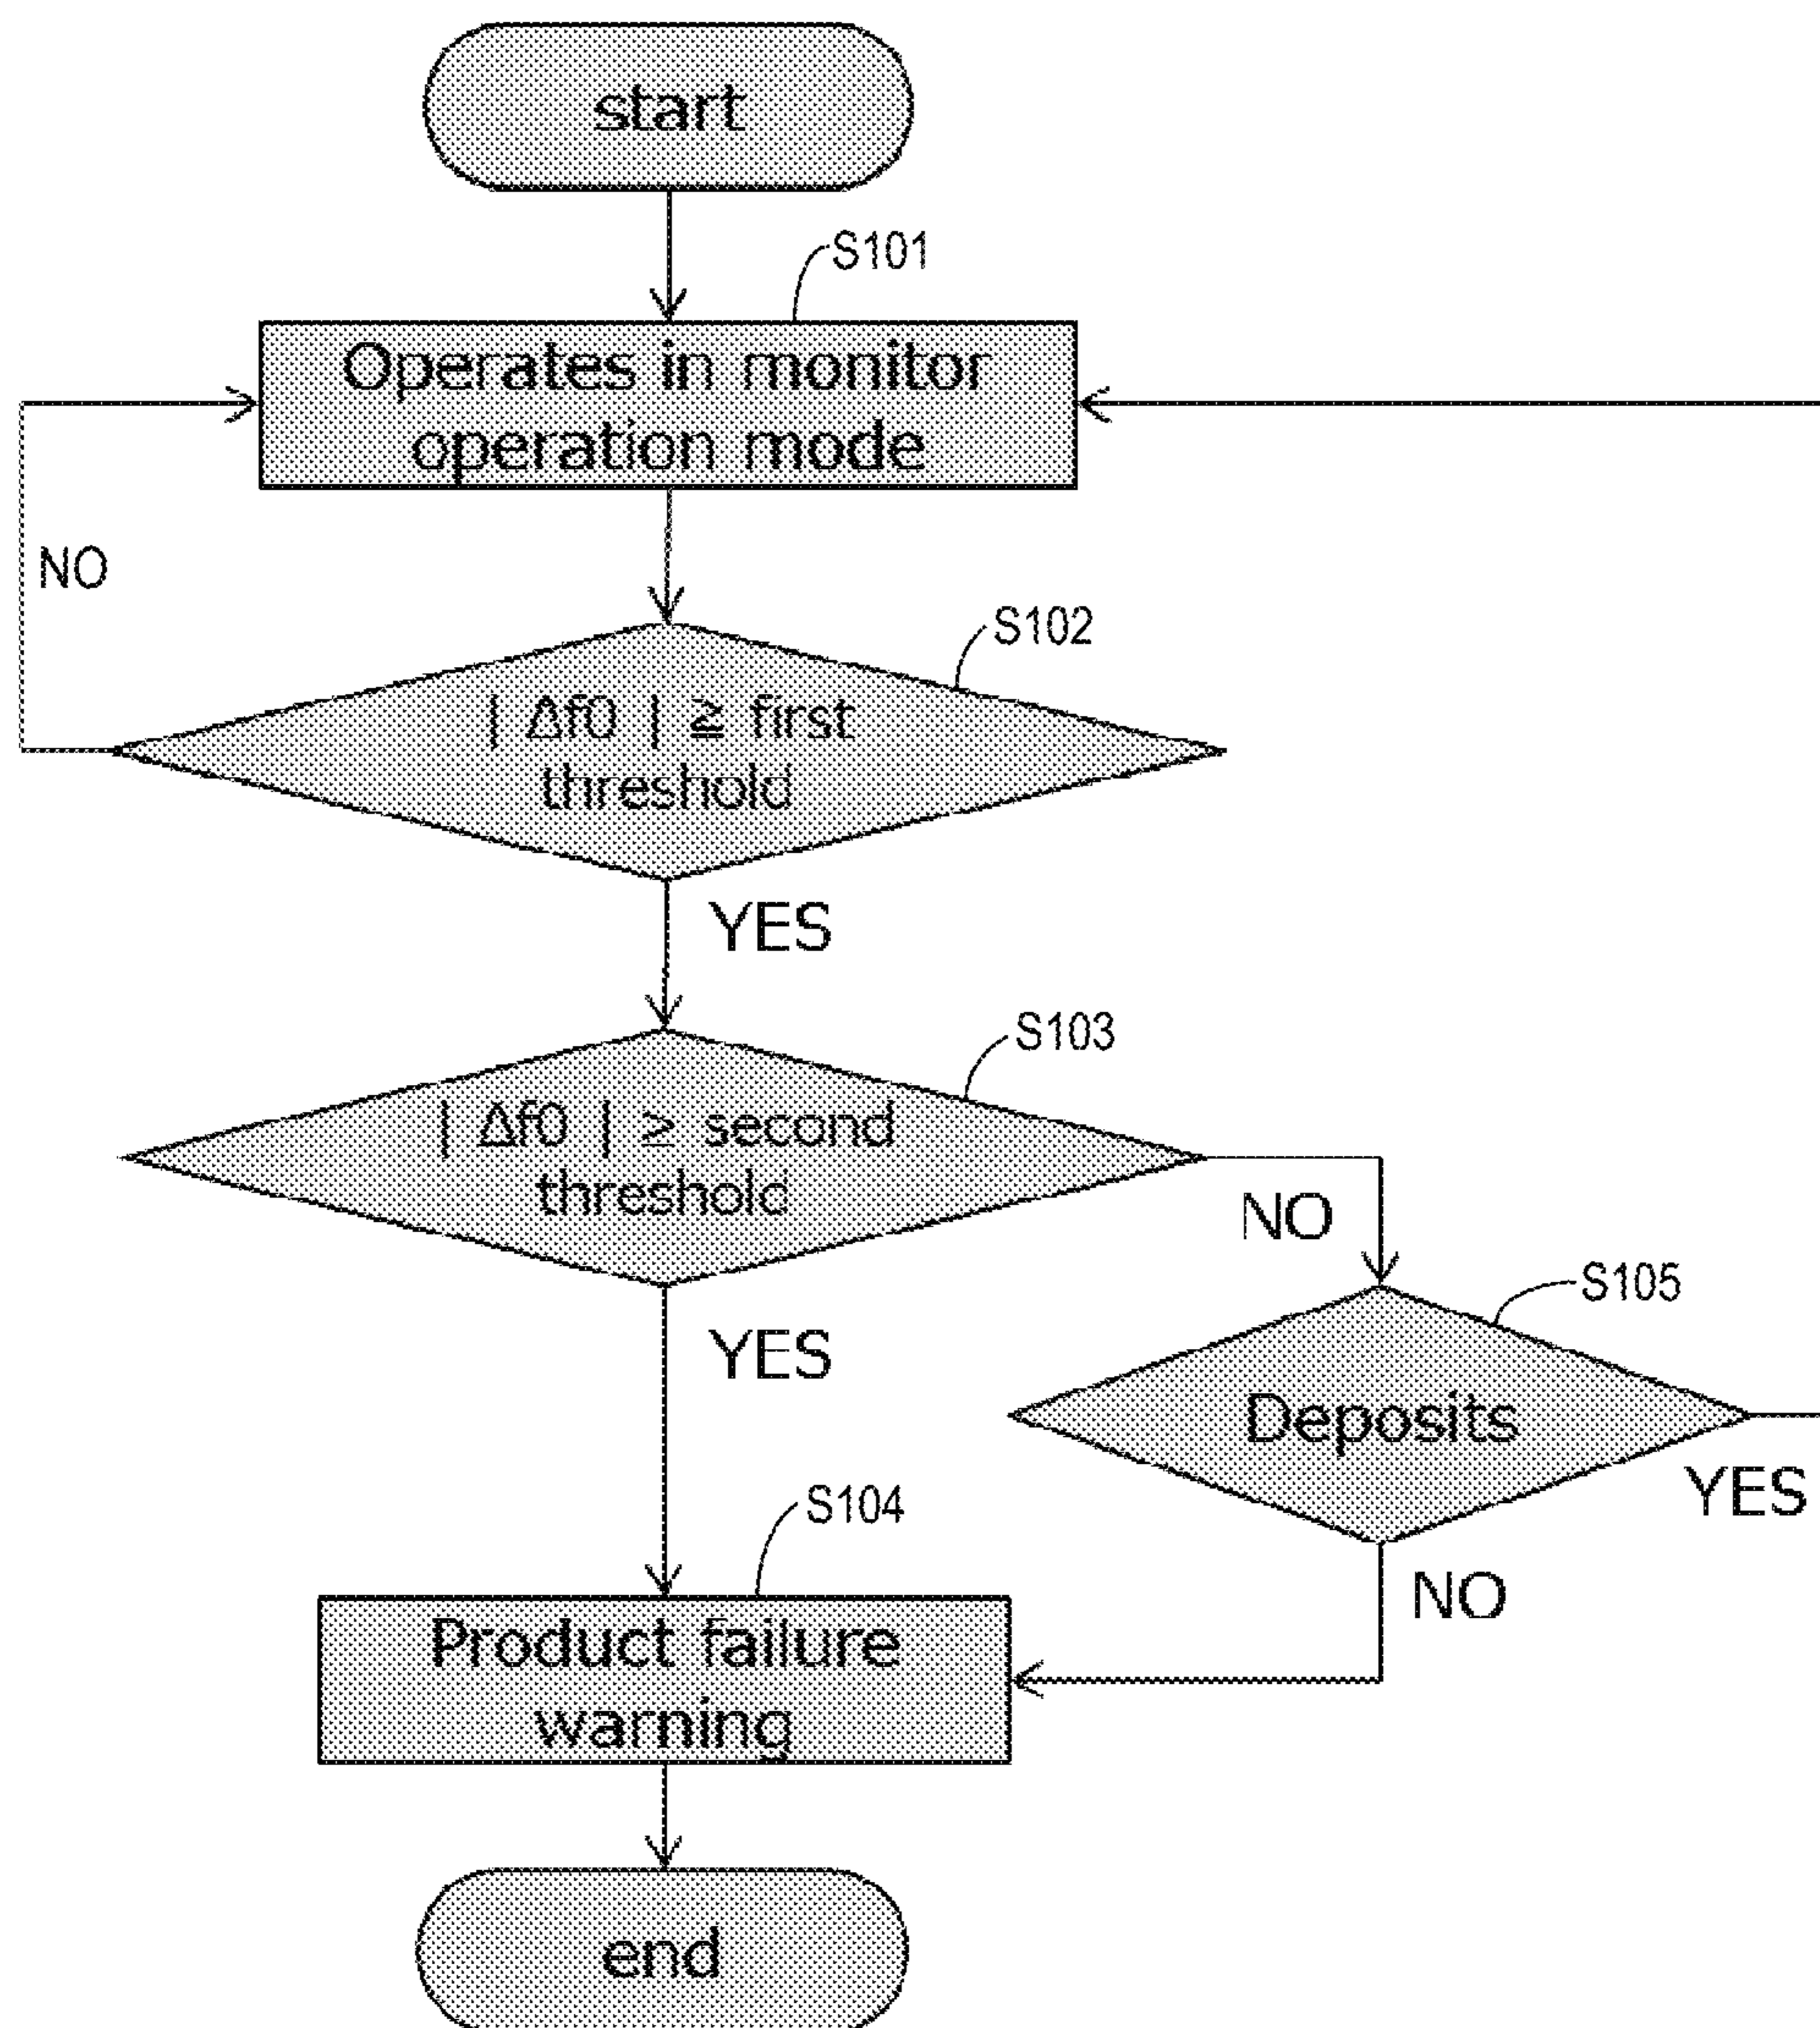 start
S101
Operates in monitor
operation mode
NO
S102
| Δf0 | ≧ first
threshold
YES
S103
| Δf0 | ≥ second
threshold
NO
S105
YES
Deposits
YES
S104
NO
Product failure
warning
end